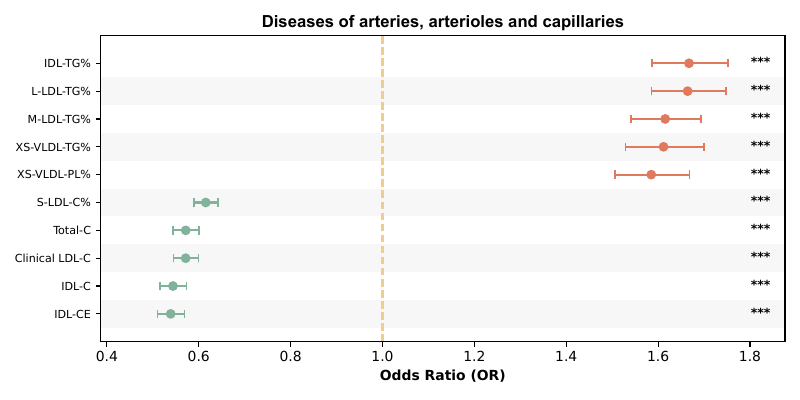 Diseases of arteries, arterioles and capillaries
IDL-TG% ***
L-LDL-TG% ***
M-LDL-TG% ***
XS-VLDL-TG% ***
XS-VLDL-PL% ***
S-LDL-C% ***
Total-C ***
Clinical LDL-C ***
IDL-C ***
IDL-CE ***
0.4 0.6 0.8 1.0 1.2 1.4 1.6 1.8
Odds Ratio (OR)